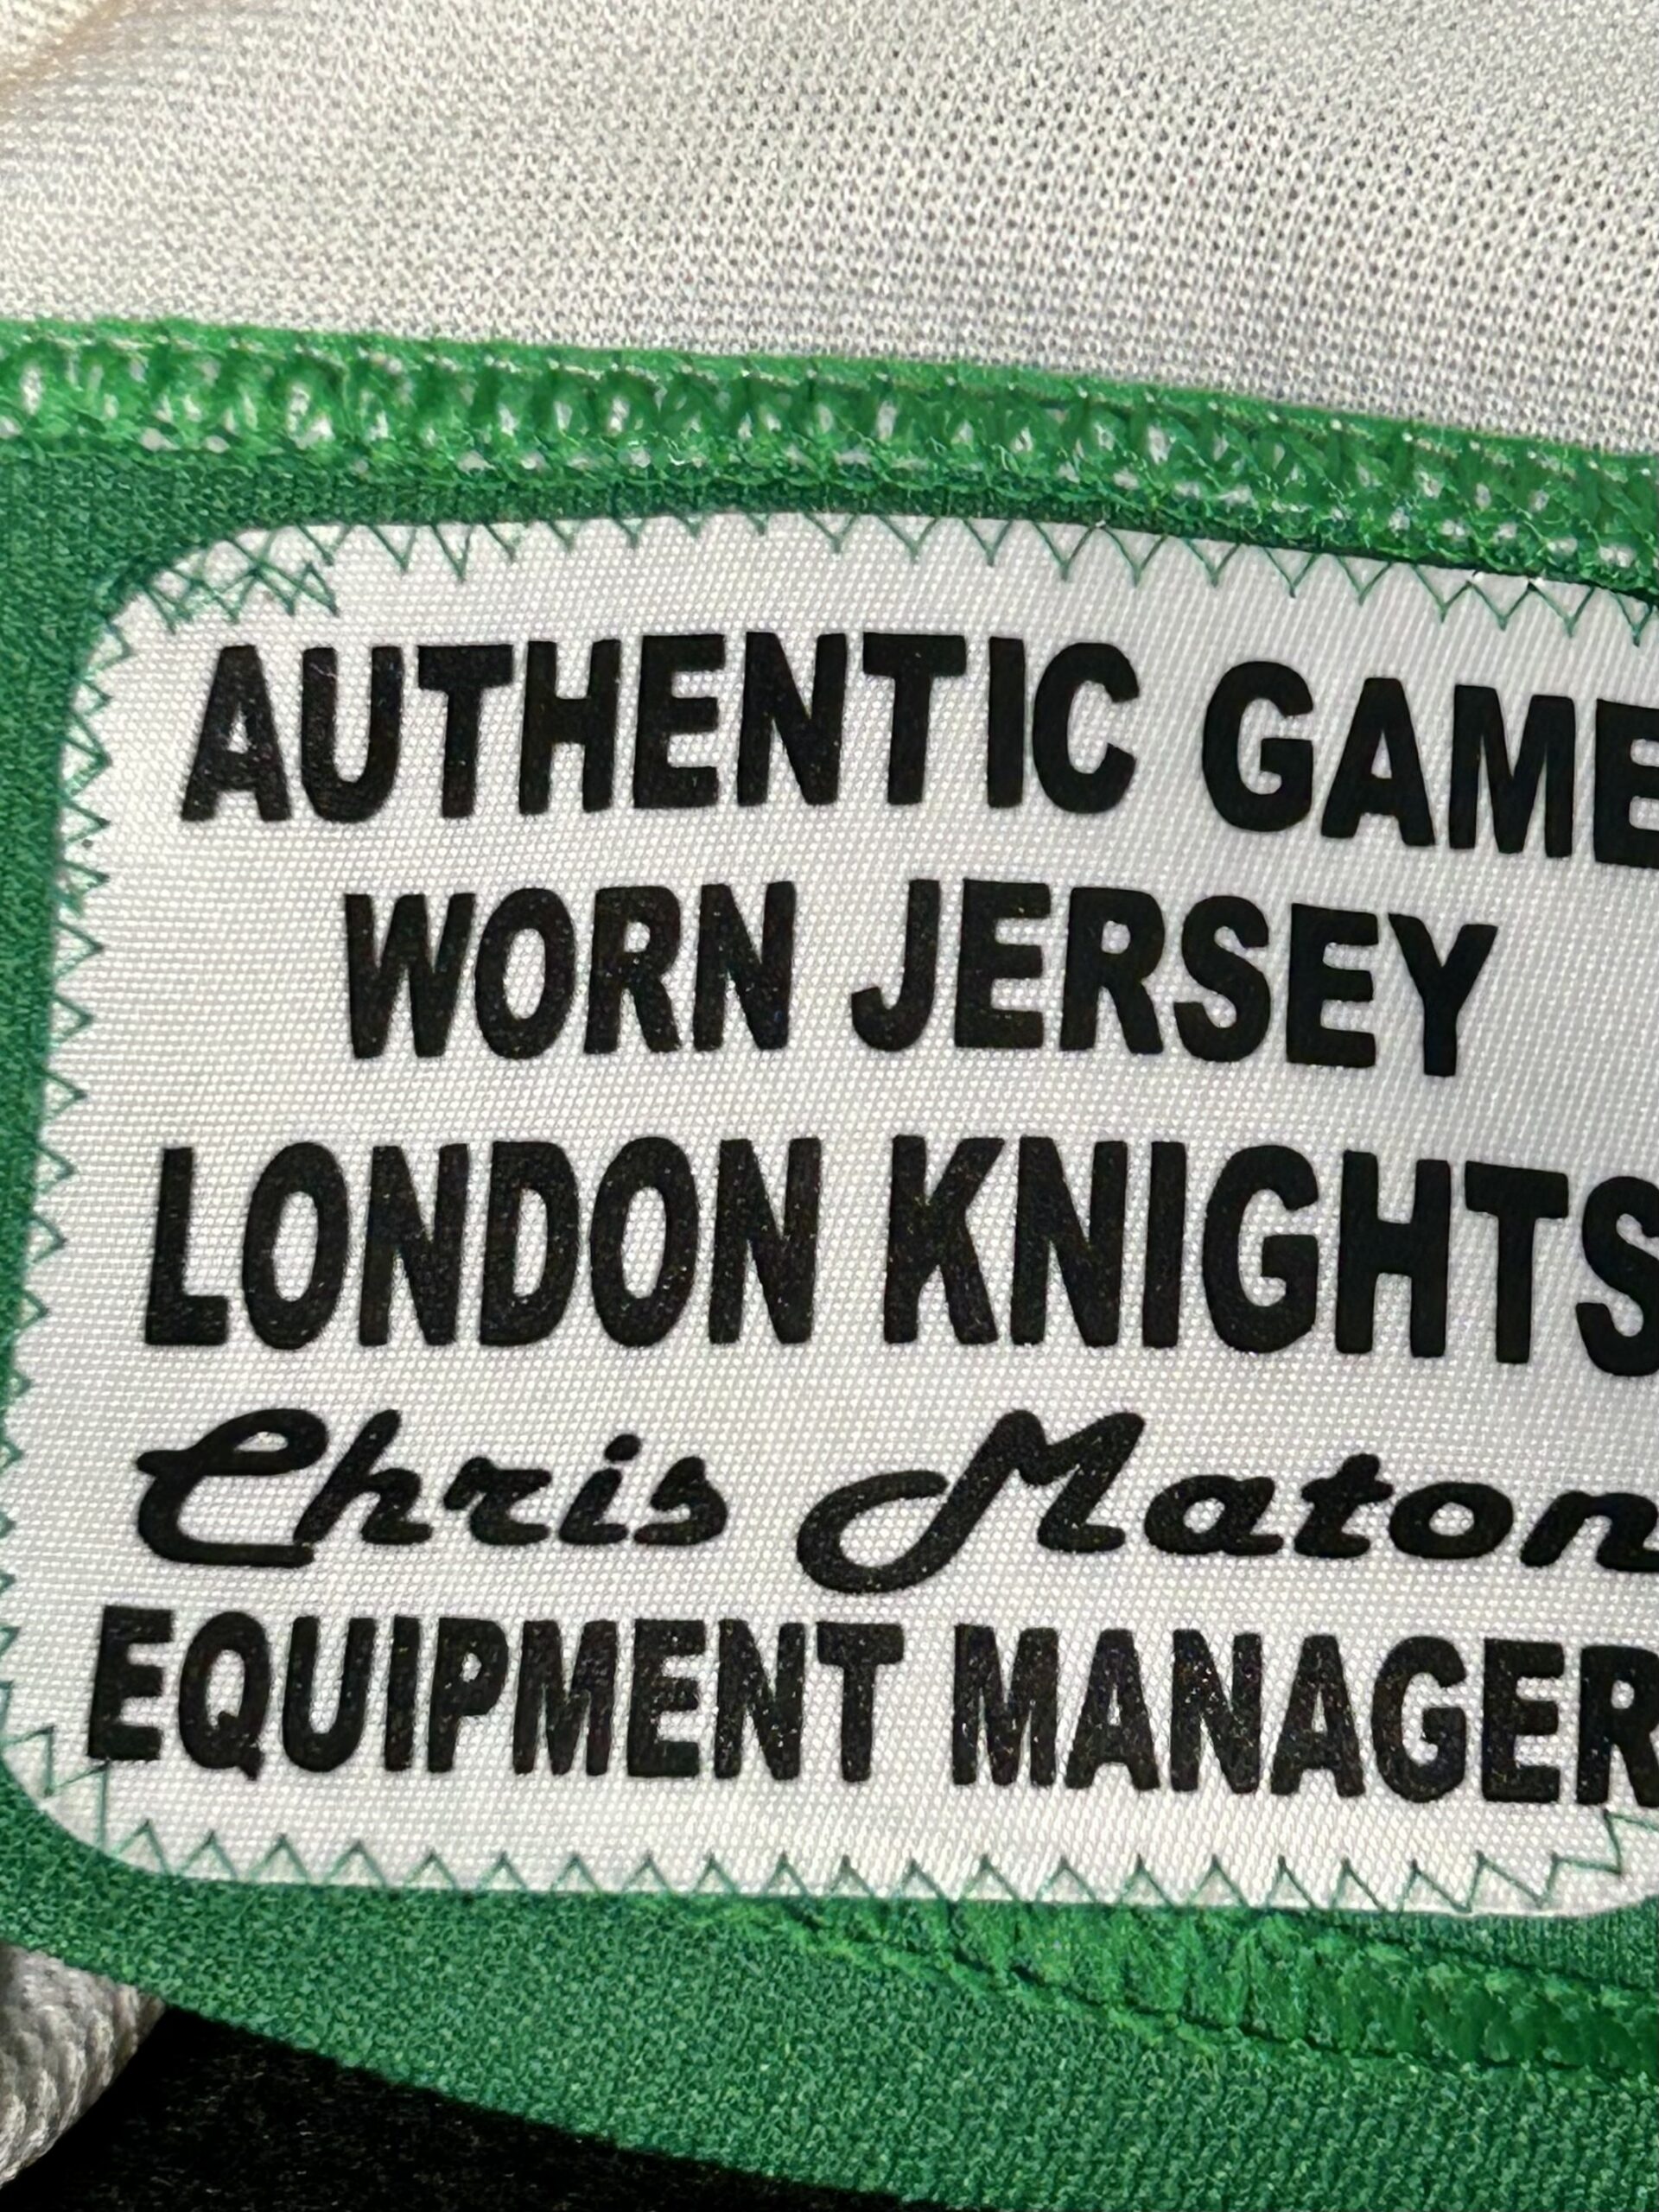 AUTHENTIC GAME
WORN JERSEY
LONDON KNIGHTS
Chris Maton
EQUIPMENT MANAGER